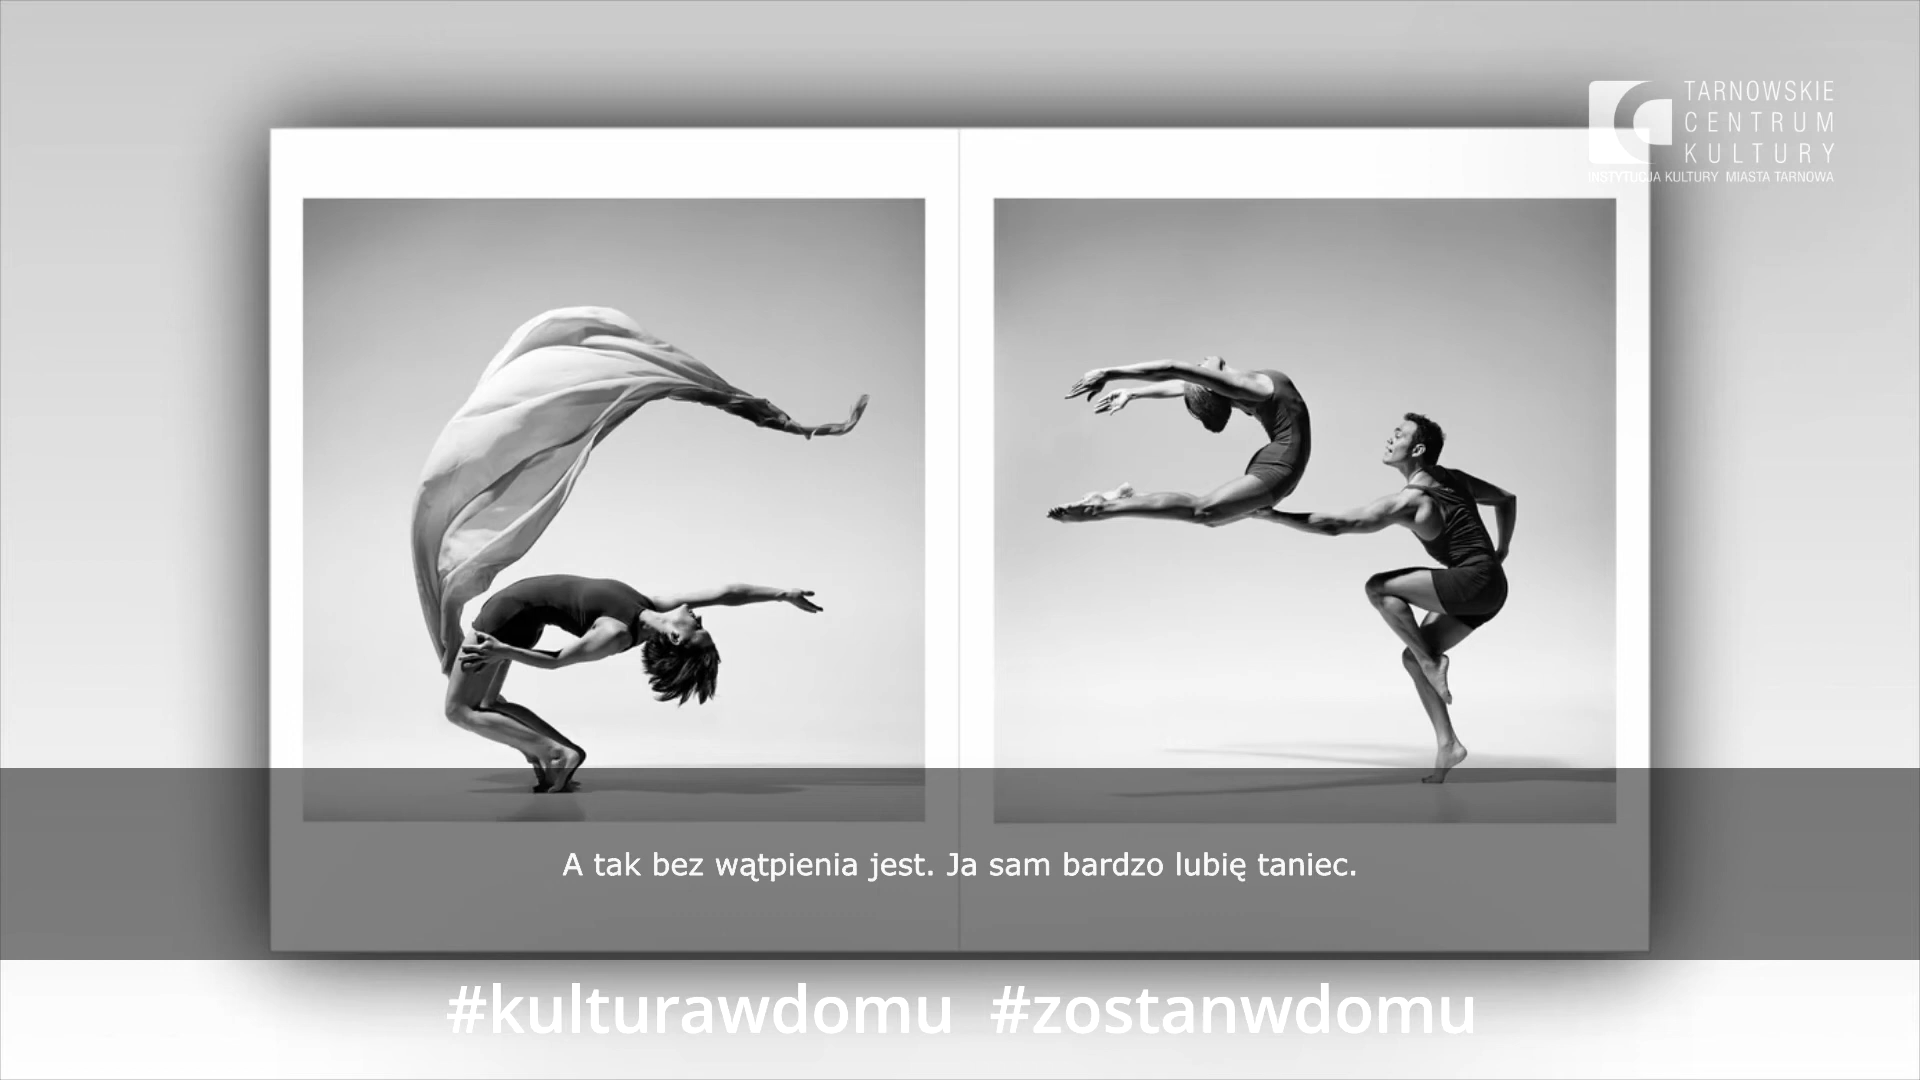 TARNOWSKIE
CENTRUM
KULTURY
INSTYTUCJA KULTURY MIASTA TARNOWA
A tak bez wątpienia jest. Ja sam bardzo lubię taniec.
#kulturawdomu #zostanwdomu